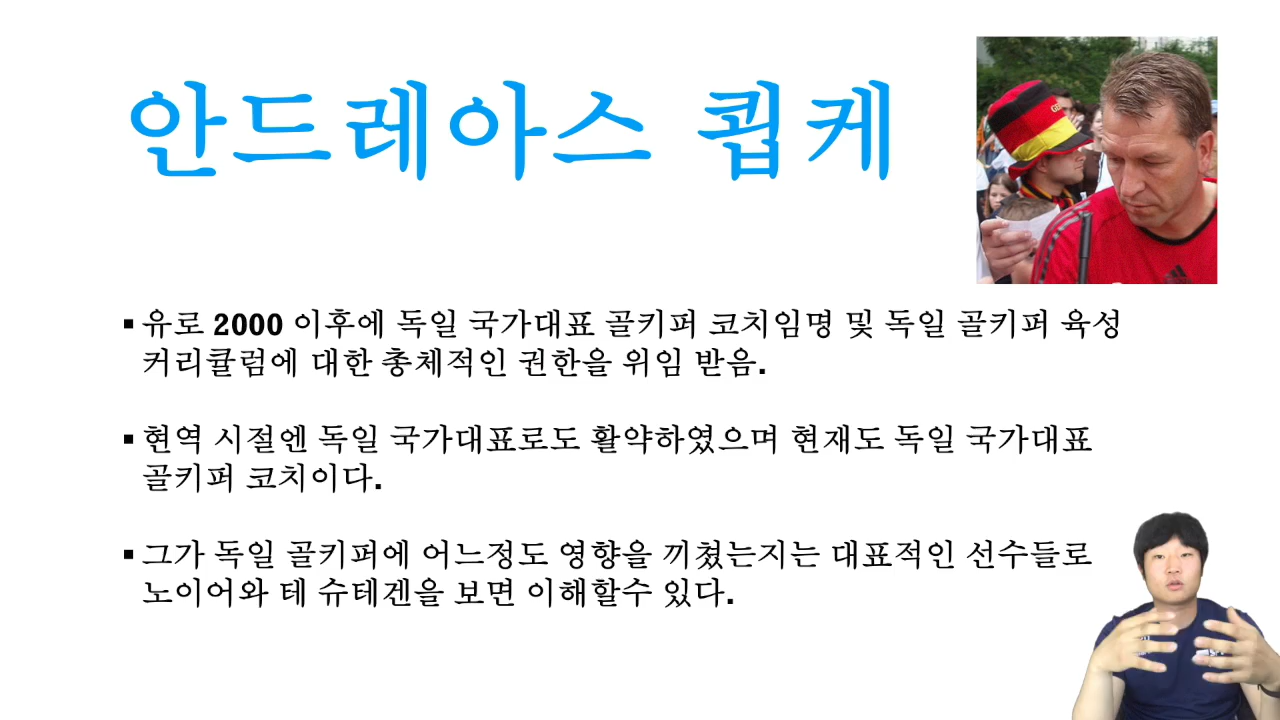 안드레아스 쾹케
▪유로 2000 이후에 독일 국가대표 골키퍼 코치임명 및 독일 골키퍼 육성
커리큘럼에 대한 총체적인 권한을 위임 받음.
▪현역 시절엔 독일 국가대표로도 활약하였으며 현재도 독일 국가대표
골키퍼 코치이다.
▪그가 독일 골키퍼에 어느정도 영향을 끼쳤는지는 대표적인 선수들로
노이어와 테 슈테겐을 보면 이해할수 있다.